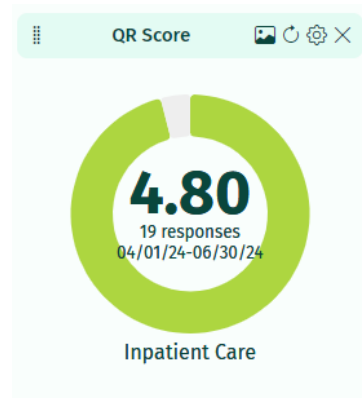 QR Score
4.80
19 responses
04/01/24-06/30/24
Inpatient Care